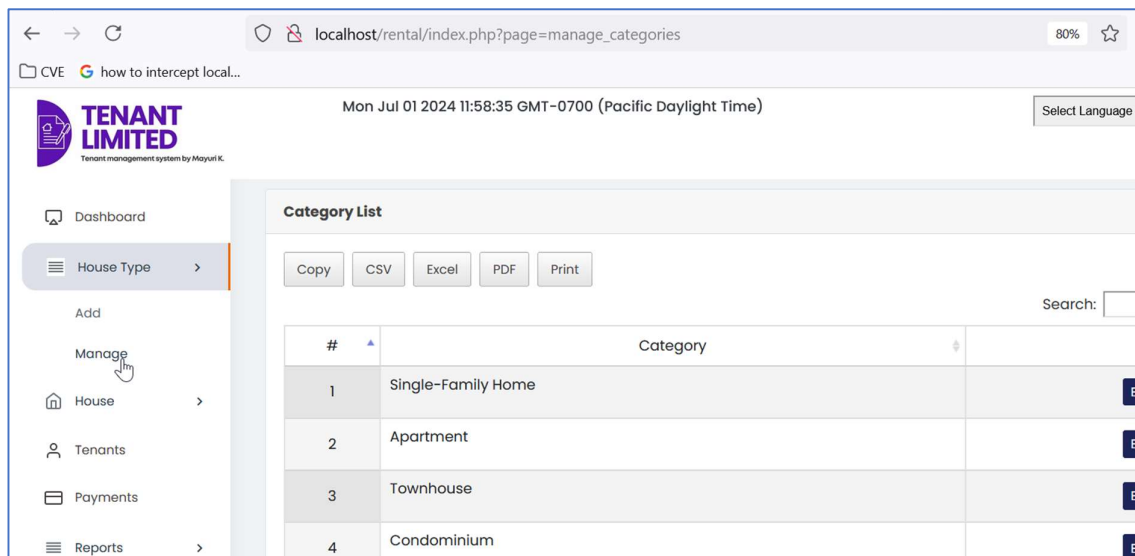 localhost/rental/index.php?page=manage_categories 80%
CVE G how to intercept local...
TENANT
LIMITED
Tenant management system by Mayuri K.
Mon Jul 01 2024 11:58:35 GMT-0700 (Pacific Daylight Time)
Select Language
Dashboard
House Type
Add
Manage
House
Tenants
Payments
Reports
Category List
Copy CSV Excel PDF Print
Search:
# Category
1 Single-Family Home
2 Apartment
3 Townhouse
4 Condominium